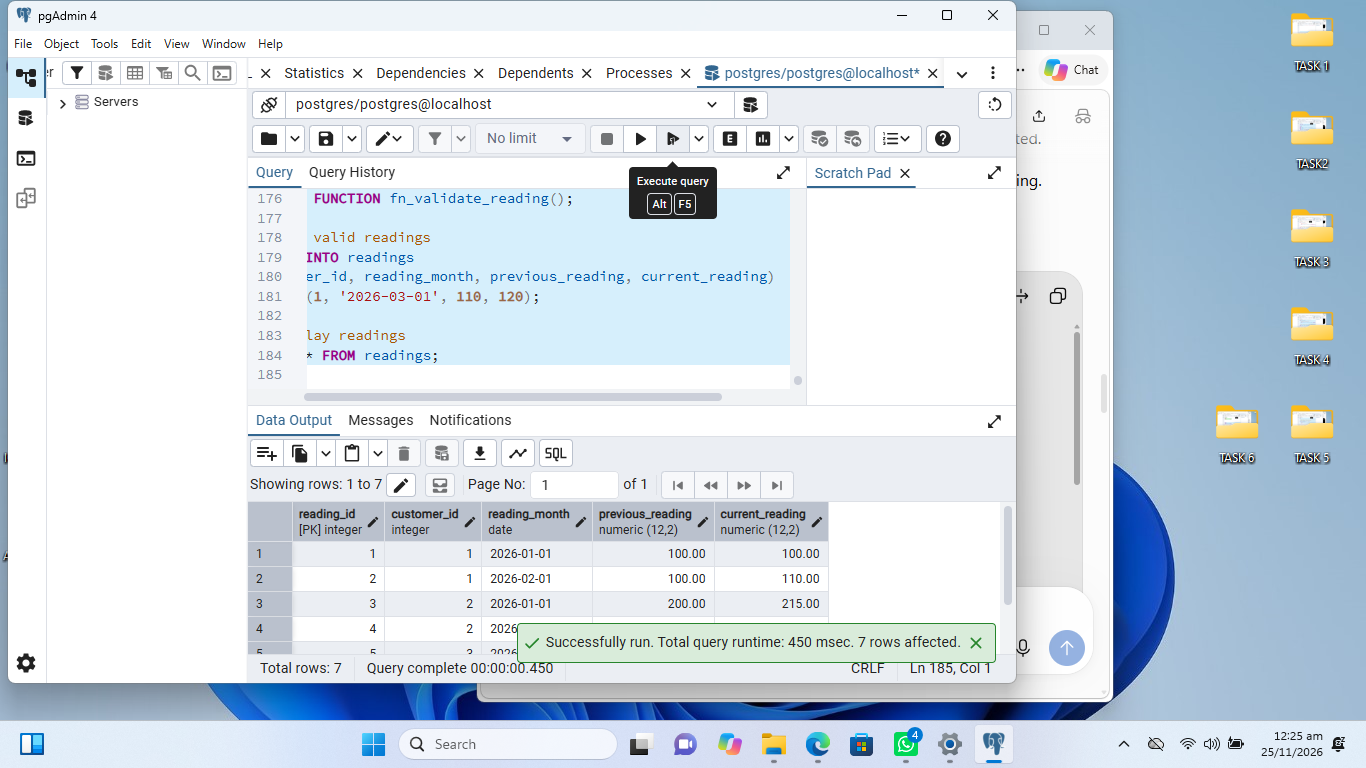 pgAdmin 4
File Object Tools Edit View Window Help
Statistics Dependencies Dependents Processes postgres/postgres@localhost*
Chat
Servers
postgres/postgres@localhost
No limit
E
ted.
Query Query History
Scratch Pad
ing.
Execute query
Alt F5
176 FUNCTION fn_validate_reading();
177
178 valid readings
179 INTO readings
180 er_id, reading_month, previous_reading, current_reading)
181 (1, '2026-03-01', 110, 120);
182
183 lay readings
184 * FROM readings;
185
Data Output Messages Notifications
SQL
Showing rows: 1 to 7 Page No: 1 of 1
reading_id customer_id reading_month previous_reading current_reading
[PK] integer integer date numeric (12,2) numeric (12,2)
1 1 1 2026-01-01 100.00 100.00
2 2 1 2026-02-01 100.00 110.00
3 3 2 2026-01-01 200.00 215.00
4 4 2 2026
Successfully run. Total query runtime: 450 msec. 7 rows affected.
Total rows: 7 Query complete 00:00:00.450 CRLF Ln 185, Col 1
TASK 1
TASK2
TASK 3
TASK 4
TASK 6 TASK 5
Search
4
12:25 am
25/11/2026